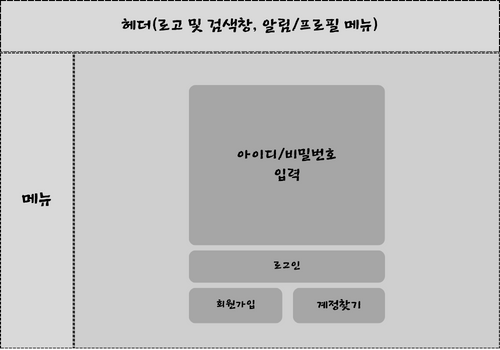 헤더(로고 및 검색창, 알림/프로필 메뉴)
메뉴
아이디/비밀번호
입력
로그인
회원가입
계정찾기